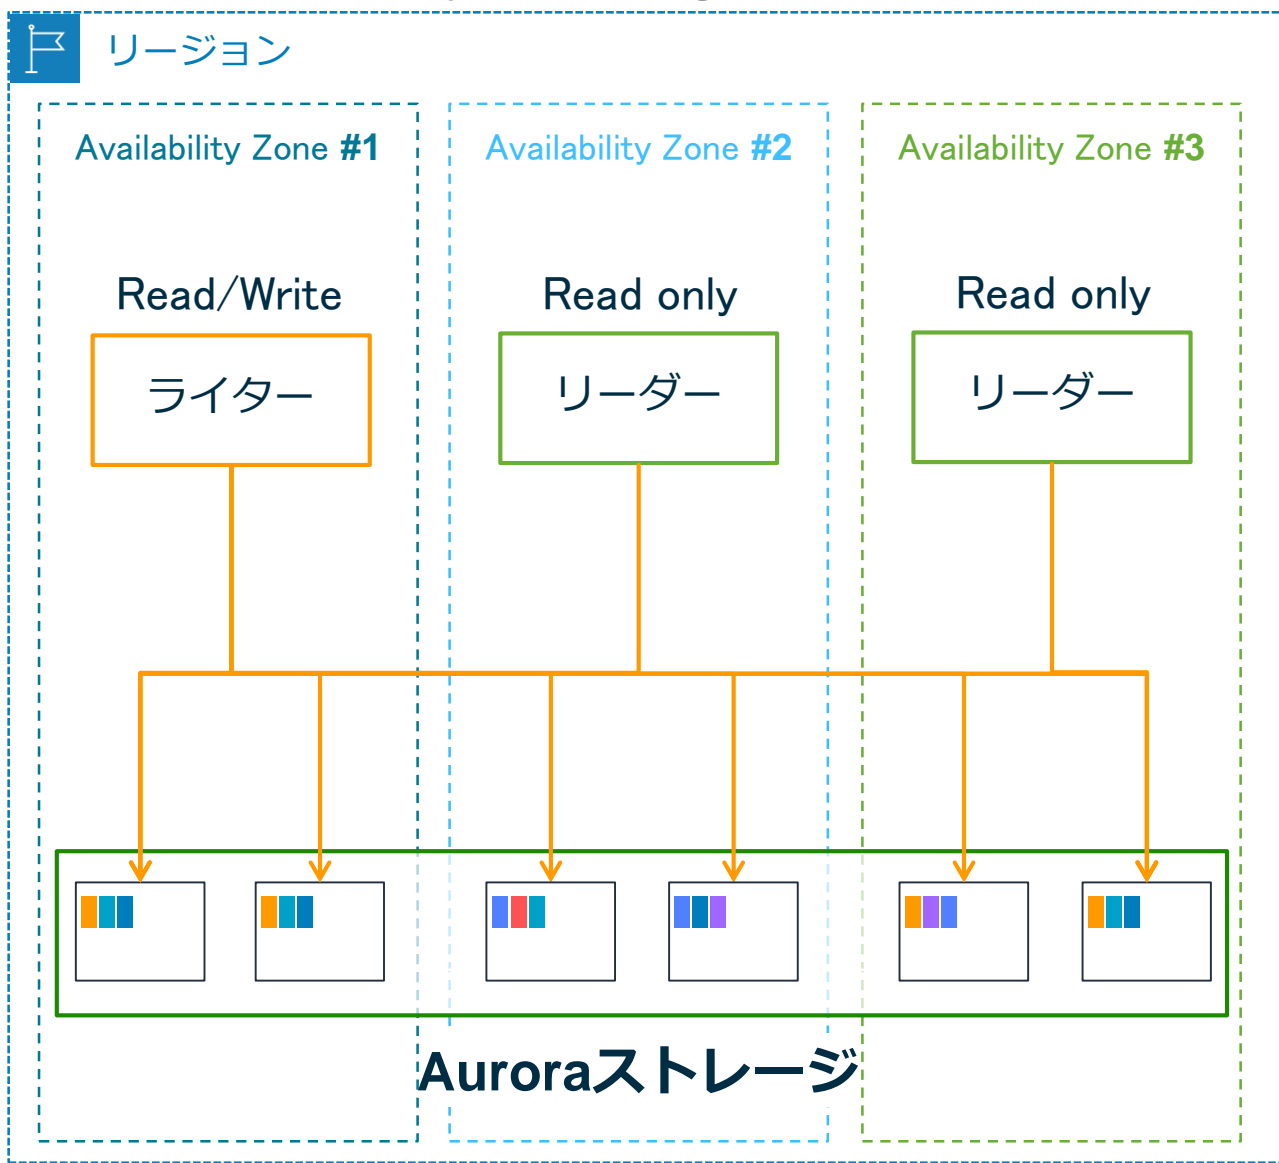 リージョン
Availability Zone #1
Availability Zone #2
Availability Zone #3
Read/Write
Read only
Read only
ライター
リーダー
リーダー
Auroraストレージ